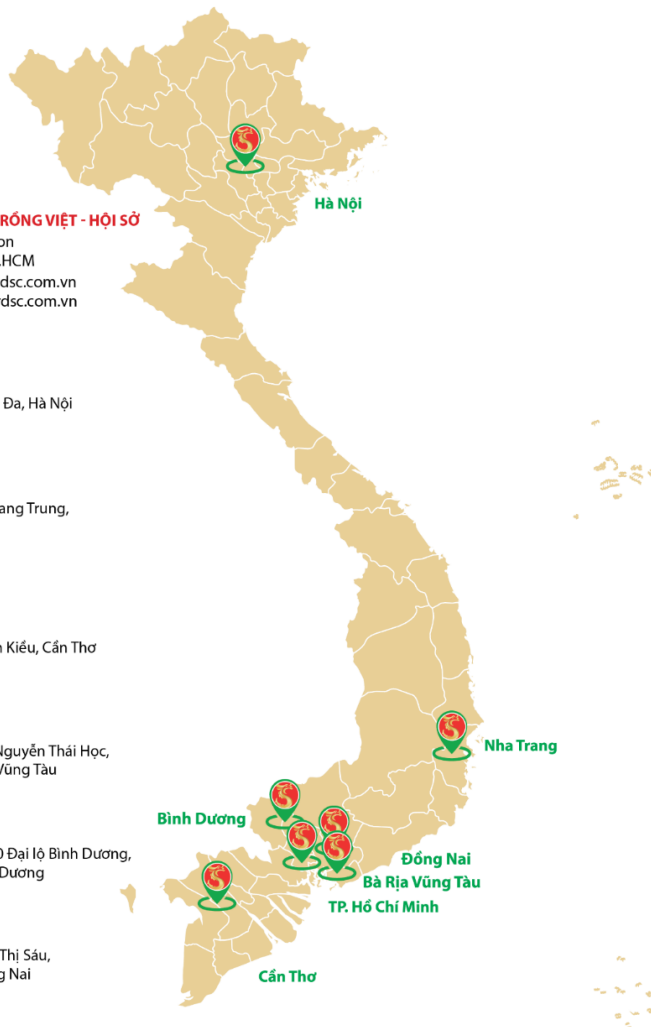 RỒNG VIỆT - HỘI SỞ
on
.HCM
dsc.com.vn
dsc.com.vn
Đa, Hà Nội
ang Trung,
n Kiều, Cần Thơ
Nguyễn Thái Học,
Vũng Tàu
0 Đại lộ Bình Dương,
Dương
Thị Sáu,
g Nai
Hà Nội
Nha Trang
Bình Dương
Đồng Nai
Bà Rịa Vũng Tàu
TP. Hồ Chí Minh
Cần Thơ